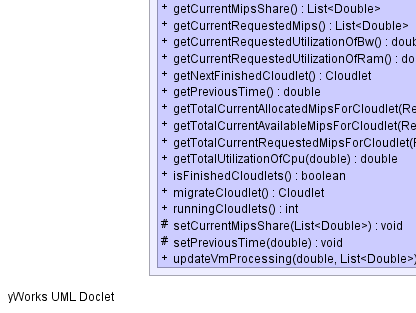 + getCurrentMipsShare() : List<Double>
+ getCurrentRequestedMips() : List<Double>
+ getCurrentRequestedUtilizationOfBw() : doub
+ getCurrentRequestedUtilizationOfRam() : do
+ getNextFinishedCloudlet() : Cloudlet
+ getPreviousTime() : double
+ getTotalCurrentAllocatedMipsForCloudlet(Re
+ getTotalCurrentAvailableMipsForCloudlet(Re
+ getTotalCurrentRequestedMipsForCloudlet(R
+ getTotalUtilizationOfCpu(double) : double
+ isFinishedCloudlets() : boolean
+ migrateCloudlet() : Cloudlet
+ runningCloudlets() : int
# setCurrentMipsShare(List<Double>) : void
# setPreviousTime(double) : void
+ updateVmProcessing(double, List<Double>)
yWorks UML Doclet